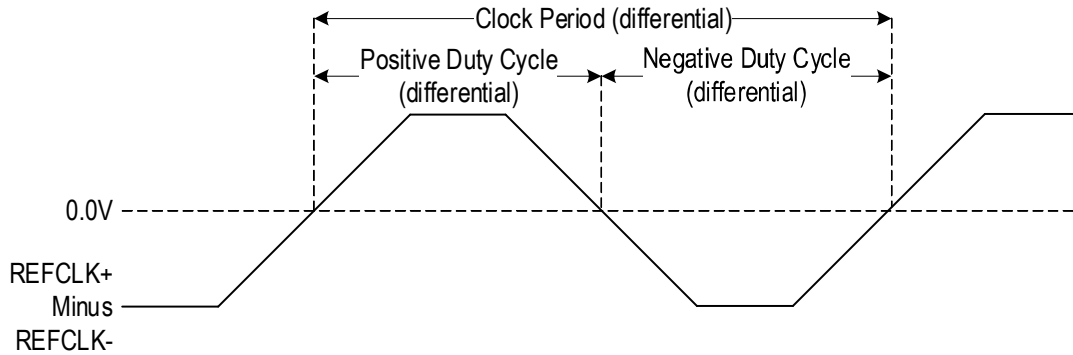 Clock Period (differential)
Positive Duty Cycle
(differential)
Negative Duty Cycle
(differential)
0.0V
REFCLK+
Minus
REFCLK-